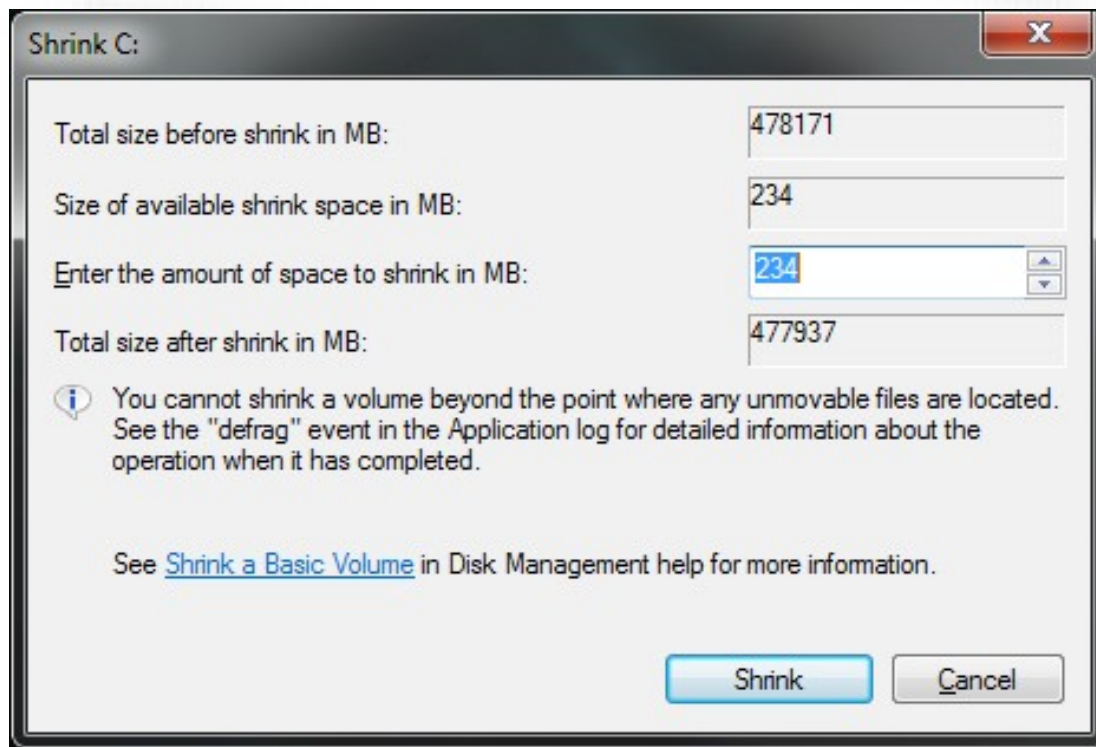 Shrink C:
Total size before shrink in MB: 478171
Size of available shrink space in MB: 234
Enter the amount of space to shrink in MB: 234
Total size after shrink in MB: 477937
You cannot shrink a volume beyond the point where any unmovable files are located.
See the "defrag" event in the Application log for detailed information about the
operation when it has completed.
See Shrink a Basic Volume in Disk Management help for more information.
Shrink Cancel